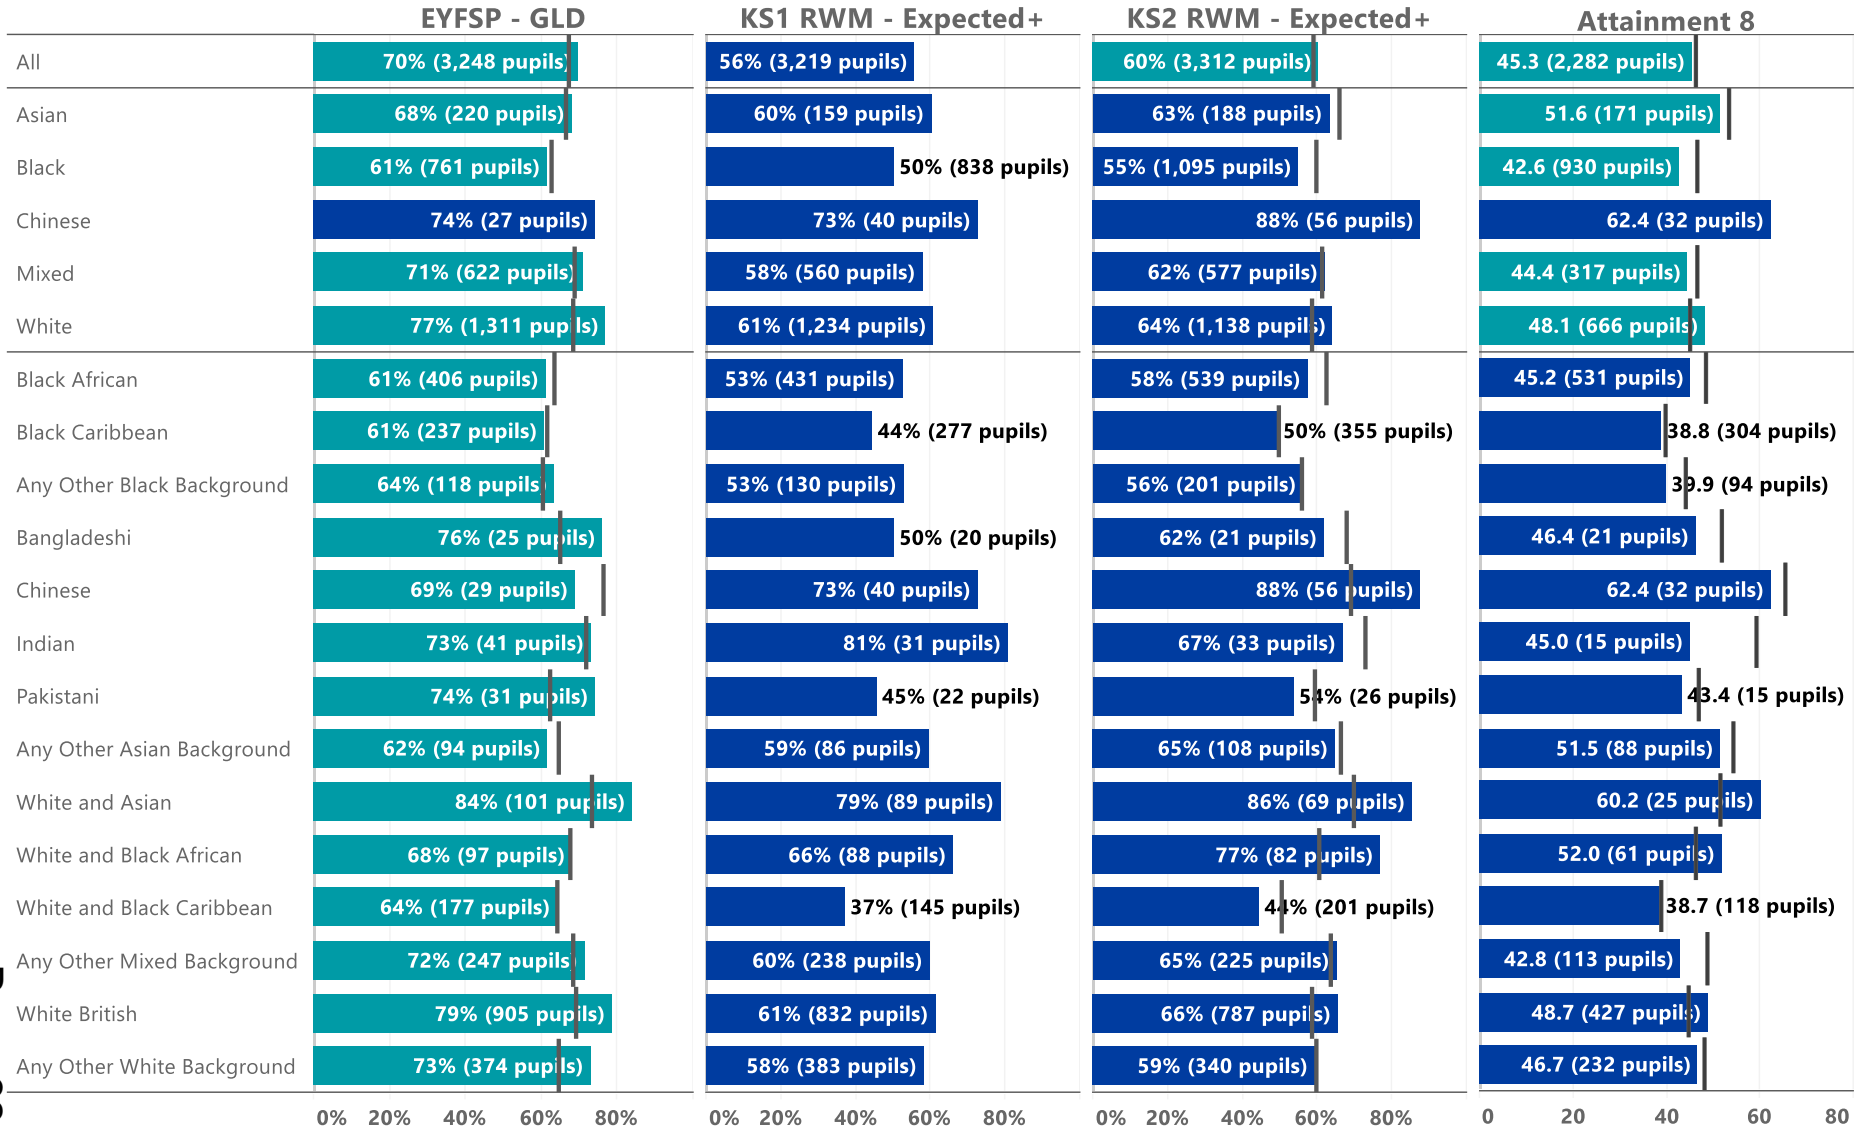 EYFSP - GLD KS1 RWM - Expected+ KS2 RWM - Expected+ Attainment 8
All 70% (3,248 pupils) 56% (3,219 pupils) 60% (3,312 pupils) 45.3 (2,282 pupils)
Asian 68% (220 pupils) 60% (159 pupils) 63% (188 pupils) 51.6 (171 pupils)
Black 61% (761 pupils) 50% (838 pupils) 55% (1,095 pupils) 42.6 (930 pupils)
Chinese 74% (27 pupils) 73% (40 pupils) 88% (56 pupils) 62.4 (32 pupils)
Mixed 71% (622 pupils) 58% (560 pupils) 62% (577 pupils) 44.4 (317 pupils)
White 77% (1,311 pupils) 61% (1,234 pupils) 64% (1,138 pupils) 48.1 (666 pupils)
Black African 61% (406 pupils) 53% (431 pupils) 58% (539 pupils) 45.2 (531 pupils)
Black Caribbean 61% (237 pupils) 44% (277 pupils) 50% (355 pupils) 38.8 (304 pupils)
Any Other Black Background 64% (118 pupils) 53% (130 pupils) 56% (201 pupils) 39.9 (94 pupils)
Bangladeshi 76% (25 pupils) 50% (20 pupils) 62% (21 pupils) 46.4 (21 pupils)
Chinese 69% (29 pupils) 73% (40 pupils) 88% (56 pupils) 62.4 (32 pupils)
Indian 73% (41 pupils) 81% (31 pupils) 67% (33 pupils) 45.0 (15 pupils)
Pakistani 74% (31 pupils) 45% (22 pupils) 54% (26 pupils) 43.4 (15 pupils)
Any Other Asian Background 62% (94 pupils) 59% (86 pupils) 65% (108 pupils) 51.5 (88 pupils)
White and Asian 84% (101 pupils) 79% (89 pupils) 86% (69 pupils) 60.2 (25 pupils)
White and Black African 68% (97 pupils) 66% (88 pupils) 77% (82 pupils) 52.0 (61 pupils)
White and Black Caribbean 64% (177 pupils) 37% (145 pupils) 44% (201 pupils) 38.7 (118 pupils)
Any Other Mixed Background 72% (247 pupils) 60% (238 pupils) 65% (225 pupils) 42.8 (113 pupils)
White British 79% (905 pupils) 61% (832 pupils) 66% (787 pupils) 48.7 (427 pupils)
Any Other White Background 73% (374 pupils) 58% (383 pupils) 59% (340 pupils) 46.7 (232 pupils)
0% 20% 40% 60% 80% 0% 20% 40% 60% 80% 0% 20% 40% 60% 80% 0 20 40 60 80